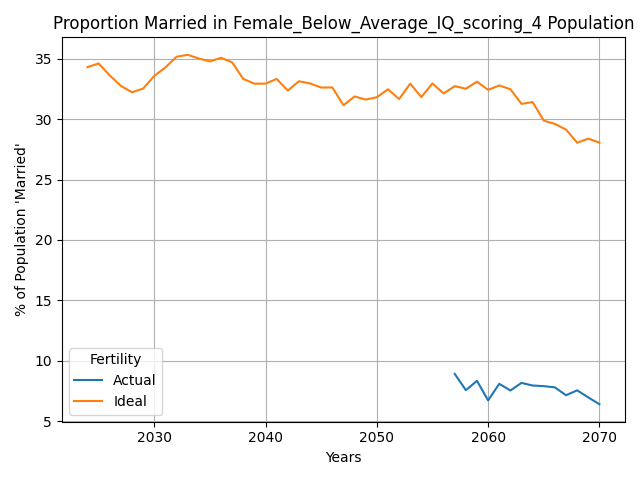 Proportion Married in Female_Below_Average_IQ_scoring_4 Population
% of Population 'Married'
35
30
25
20
15
10
5
Fertility
Actual
Ideal
2030 2040 2050 2060 2070
Years